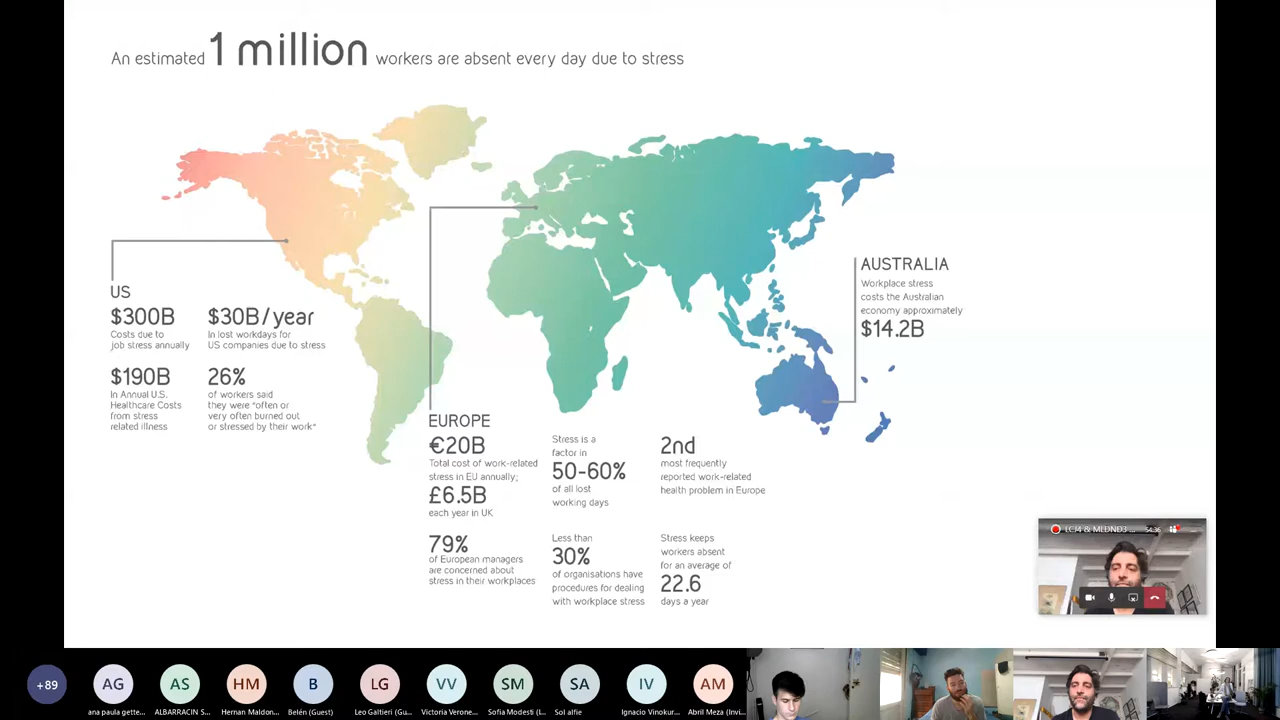 An estimated 1 million workers are absent every day due to stress
US
$300B
Costs due to
job stress annually
$30B/year
In lost workdays for
US companies due to stress
$190B
In Annual U.S.
Healthcare Costs
from stress
related illness
26%
of workers said
they were "often or
very often burned out
or stressed by their work"
EUROPE
€20B
Total cost of work-related
stress in EU annually;
£6.5B
each year in UK
Stress is a
factor in
50-60%
of all lost
working days
2nd
most frequently
reported work-related
health problem in Europe
79%
of European managers
are concerned about
stress in their workplaces
Less than
30%
of organisations have
procedures for dealing
with workplace stress
Stress keeps
workers absent
for an average of
22.6
days a year
AUSTRALIA
Workplace stress
costs the Australian
economy approximately
$14.2B
+89
AG
AS
HM
B
LG
VV
SM
SA
IV
AM
ana paula gette...
ALBARRACIN S...
Hernan Maldon...
Belén (Guest)
Leo Galtieri (Gu...
Victoria Verone...
Sofia Modesti (I...
Sol alfie
Ignacio Vinokur...
Abril Meza (Invi...